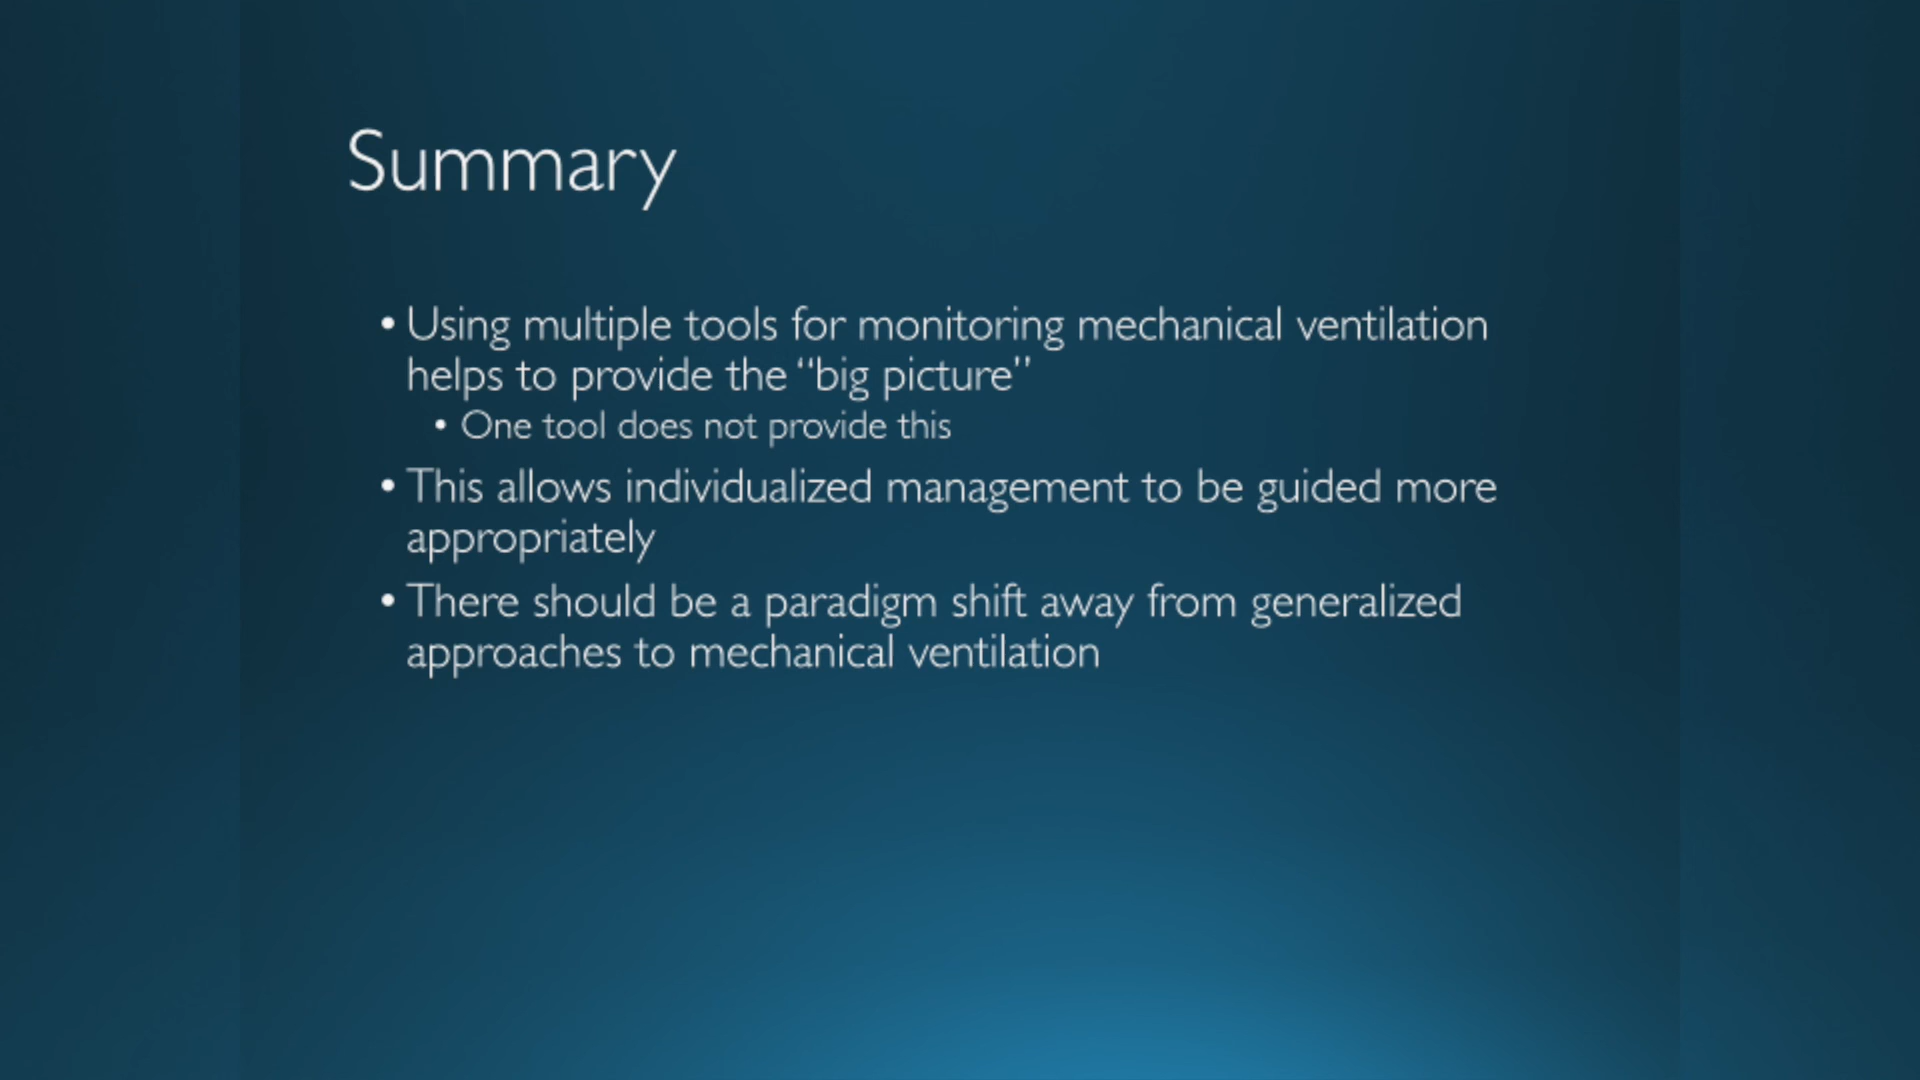 Summary
• Using multiple tools for monitoring mechanical ventilation
helps to provide the “big picture”
• One tool does not provide this
• This allows individualized management to be guided more
appropriately
• There should be a paradigm shift away from generalized
approaches to mechanical ventilation